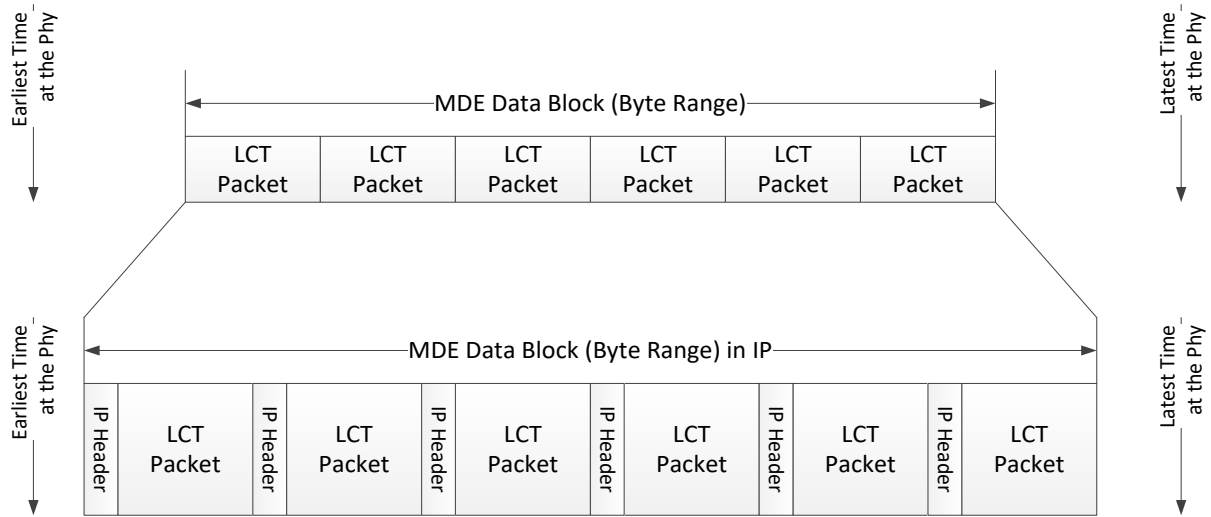 Earliest Time
at the Phy
Latest Time
at the Phy
MDE Data Block (Byte Range)
LCT
Packet
LCT
Packet
LCT
Packet
LCT
Packet
LCT
Packet
LCT
Packet
Earliest Time
at the Phy
Latest Time
at the Phy
MDE Data Block (Byte Range) in IP
IP Header
LCT
Packet
IP Header
LCT
Packet
IP Header
LCT
Packet
IP Header
LCT
Packet
IP Header
LCT
Packet
IP Header
LCT
Packet